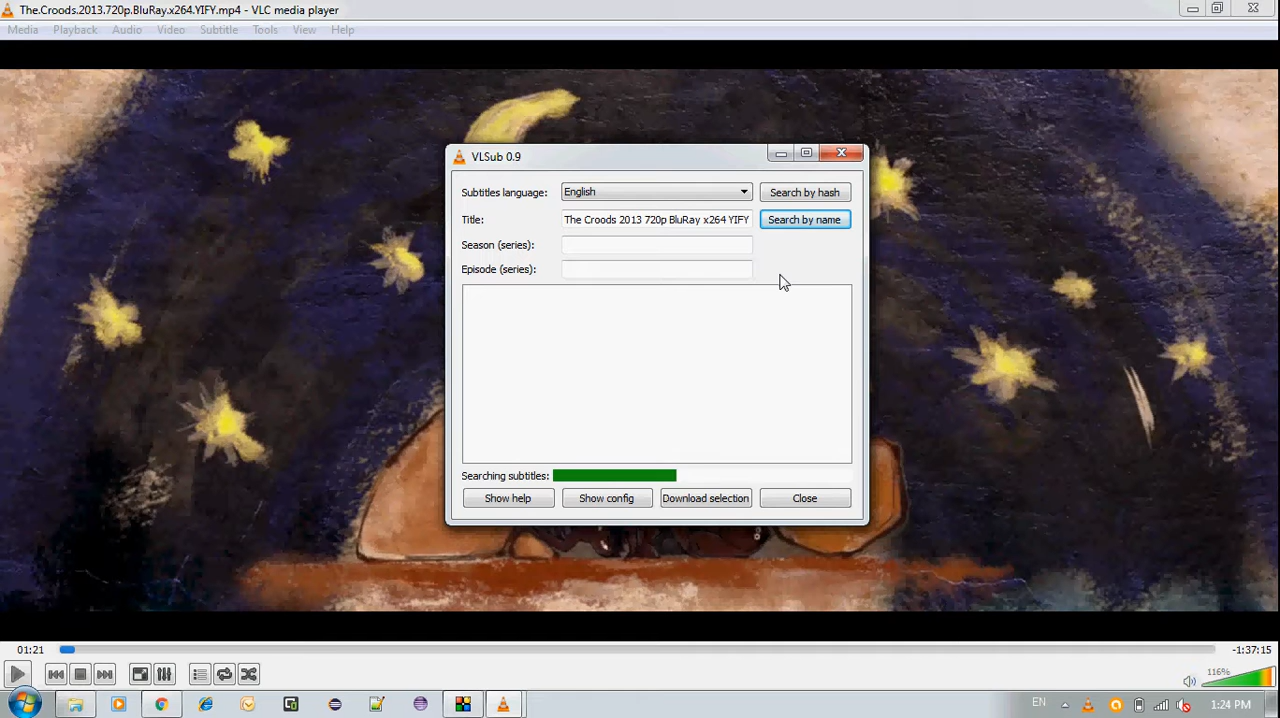 The.Croods.2013.720p.BluRay.x264.YIFY.mp4 - VLC media player
Media Playback Audio Video Subtitle Tools View Help
VLSub 0.9
Subtitles language: English Search by hash
Title: The Croods 2013 720p BluRay x264 YIFY Search by name
Season (series):
Episode (series):
Searching subtitles:
Show help Show config Download selection Close
01:21 -1:37:15
116%
EN 1:24 PM